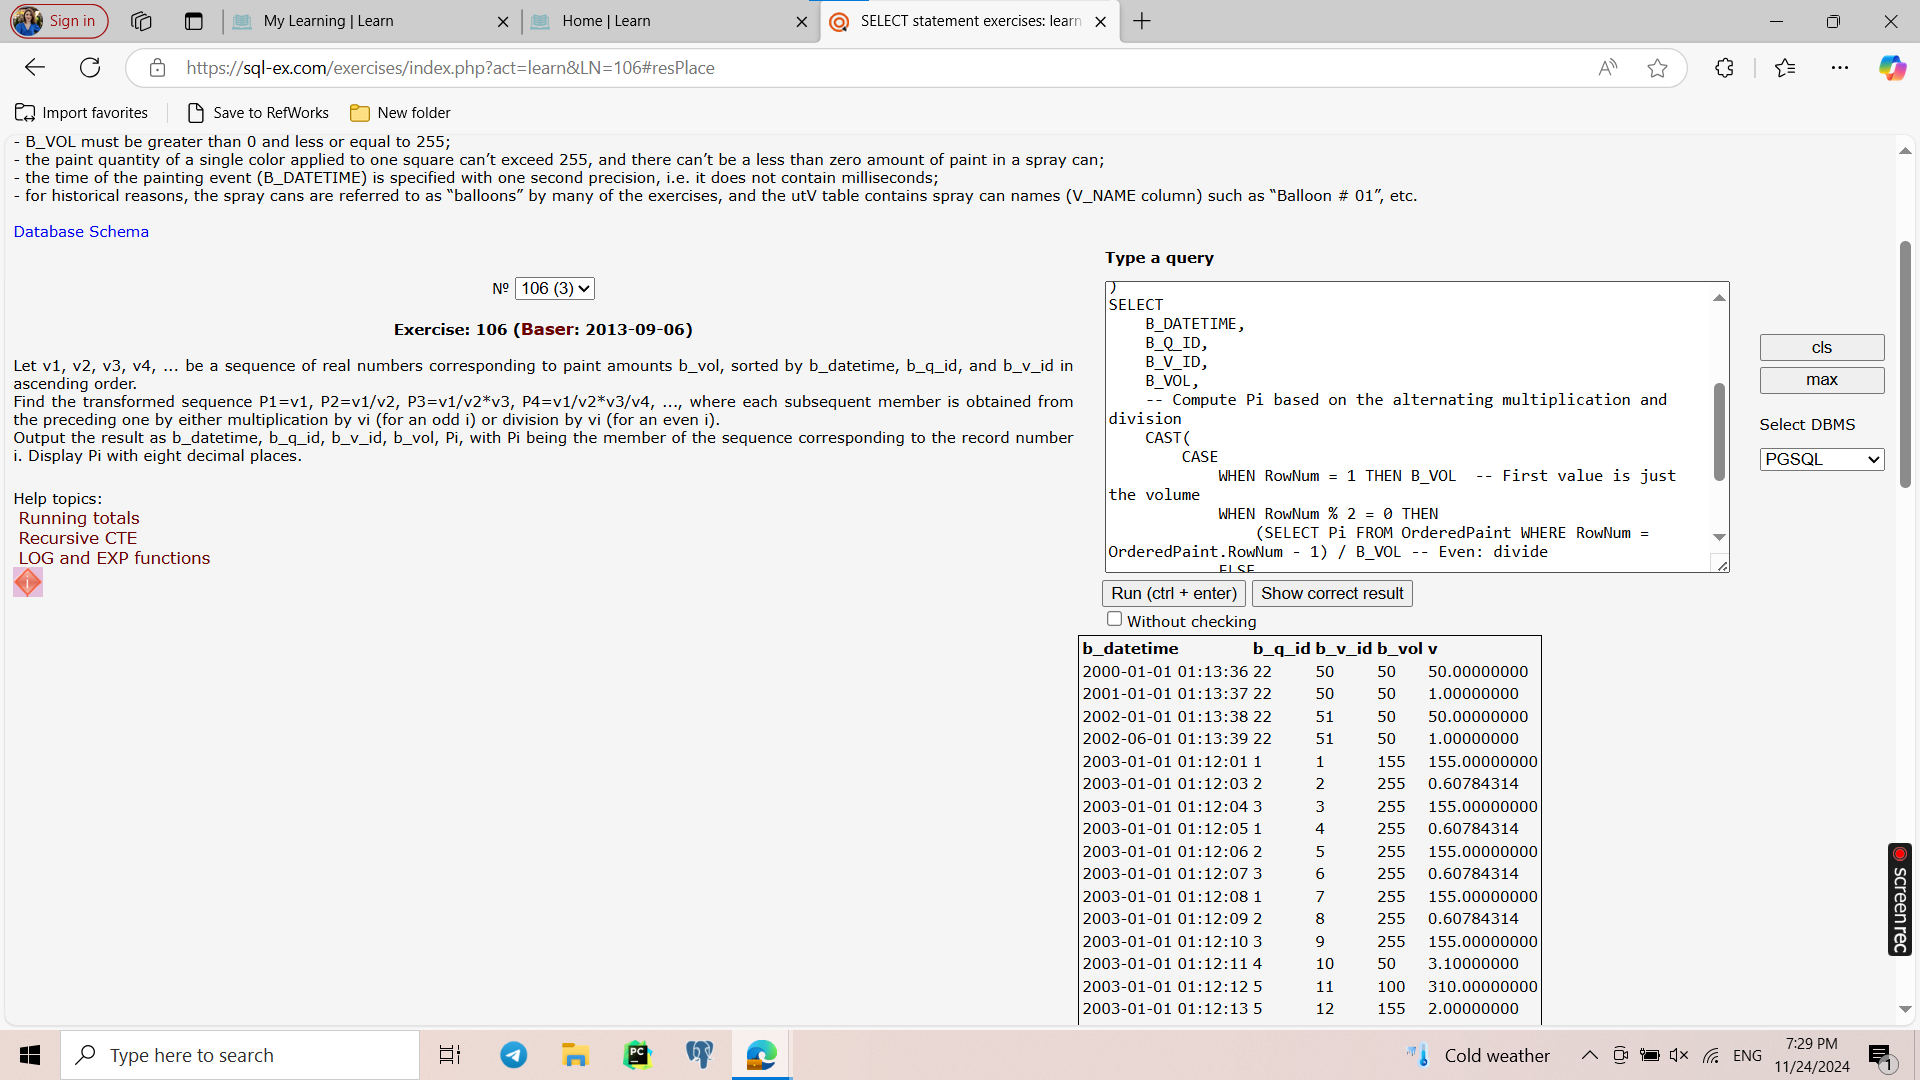 Sign in
My Learning | Learn
Home | Learn
SELECT statement exercises: learn
https://sql-ex.com/exercises/index.php?act=learn&LN=106#resPlace
Import favorites
Save to RefWorks
New folder
- B_VOL must be greater than 0 and less or equal to 255;
- the paint quantity of a single color applied to one square can’t exceed 255, and there can’t be a less than zero amount of paint in a spray can;
- the time of the painting event (B_DATETIME) is specified with one second precision, i.e. it does not contain milliseconds;
- for historical reasons, the spray cans are referred to as “balloons” by many of the exercises, and the utV table contains spray can names (V_NAME column) such as “Balloon # 01”, etc.
Database Schema
№ 106 (3)
Exercise: 106 (Baser: 2013-09-06)
Let v1, v2, v3, v4, ... be a sequence of real numbers corresponding to paint amounts b_vol, sorted by b_datetime, b_q_id, and b_v_id in
ascending order.
Find the transformed sequence P1=v1, P2=v1/v2, P3=v1/v2*v3, P4=v1/v2*v3/v4, ..., where each subsequent member is obtained from
the preceding one by either multiplication by vi (for an odd i) or division by vi (for an even i).
Output the result as b_datetime, b_q_id, b_v_id, b_vol, Pi, with Pi being the member of the sequence corresponding to the record number
i. Display Pi with eight decimal places.
Help topics:
Running totals
Recursive CTE
LOG and EXP functions
Type a query
)
SELECT
B_DATETIME,
B_Q_ID,
B_V_ID,
B_VOL,
-- Compute Pi based on the alternating multiplication and
division
CAST(
CASE
WHEN RowNum = 1 THEN B_VOL -- First value is just
the volume
WHEN RowNum % 2 = 0 THEN
(SELECT Pi FROM OrderedPaint WHERE RowNum =
OrderedPaint.RowNum - 1) / B_VOL -- Even: divide
ELSE
cls
max
Select DBMS
PGSQL
Run (ctrl + enter)
Show correct result
Without checking
b_datetime b_q_id b_v_id b_vol v
2000-01-01 01:13:36 22 50 50 50.00000000
2001-01-01 01:13:37 22 50 50 1.00000000
2002-01-01 01:13:38 22 51 50 50.00000000
2002-06-01 01:13:39 22 51 50 1.00000000
2003-01-01 01:12:01 1 1 155 155.00000000
2003-01-01 01:12:03 2 2 255 0.60784314
2003-01-01 01:12:04 3 3 255 155.00000000
2003-01-01 01:12:05 1 4 255 0.60784314
2003-01-01 01:12:06 2 5 255 155.00000000
2003-01-01 01:12:07 3 6 255 0.60784314
2003-01-01 01:12:08 1 7 255 155.00000000
2003-01-01 01:12:09 2 8 255 0.60784314
2003-01-01 01:12:10 3 9 255 155.00000000
2003-01-01 01:12:11 4 10 50 3.10000000
2003-01-01 01:12:12 5 11 100 310.00000000
2003-01-01 01:12:13 5 12 155 2.00000000
screenrec
Type here to search
PC
Cold weather
ENG
7:29 PM
11/24/2024
1